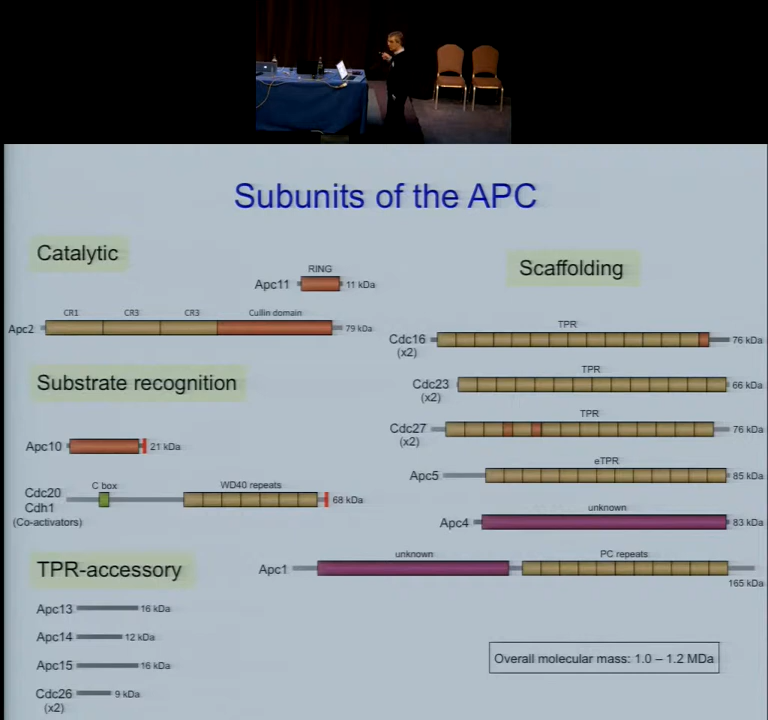 Subunits of the APC
Catalytic
RING
Apc11
11 kDa
CR1
CR3
CR3
Cullin domain
Apc2
79 kDa
Substrate recognition
Apc10
21 kDa
C box
WD40 repeats
Cdc20
Cdh1
(Co-activators)
68 kDa
TPR-accessory
Apc13
16 kDa
Apc14
12 kDa
Apc15
16 kDa
Cdc26
(x2)
9 kDa
Scaffolding
TPR
Cdc16
(x2)
76 kDa
TPR
Cdc23
(x2)
66 kDa
TPR
Cdc27
(x2)
76 kDa
eTPR
Apc5
85 kDa
unknown
Apc4
83 kDa
unknown
PC repeats
Apc1
165 kDa
Overall molecular mass: 1.0 – 1.2 MDa